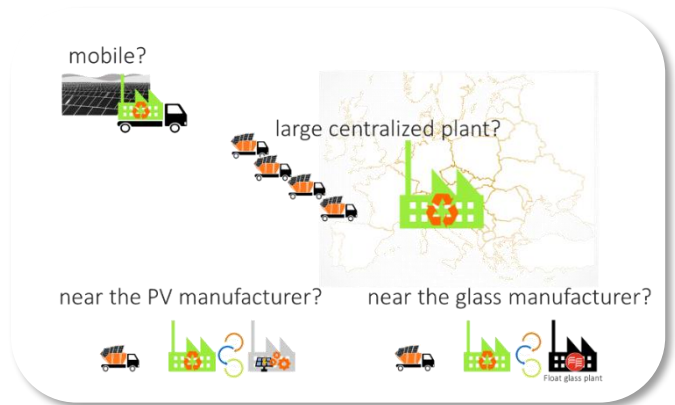 mobile?
large centralized plant?
near the PV manufacturer?
near the glass manufacturer?
Float glass plant